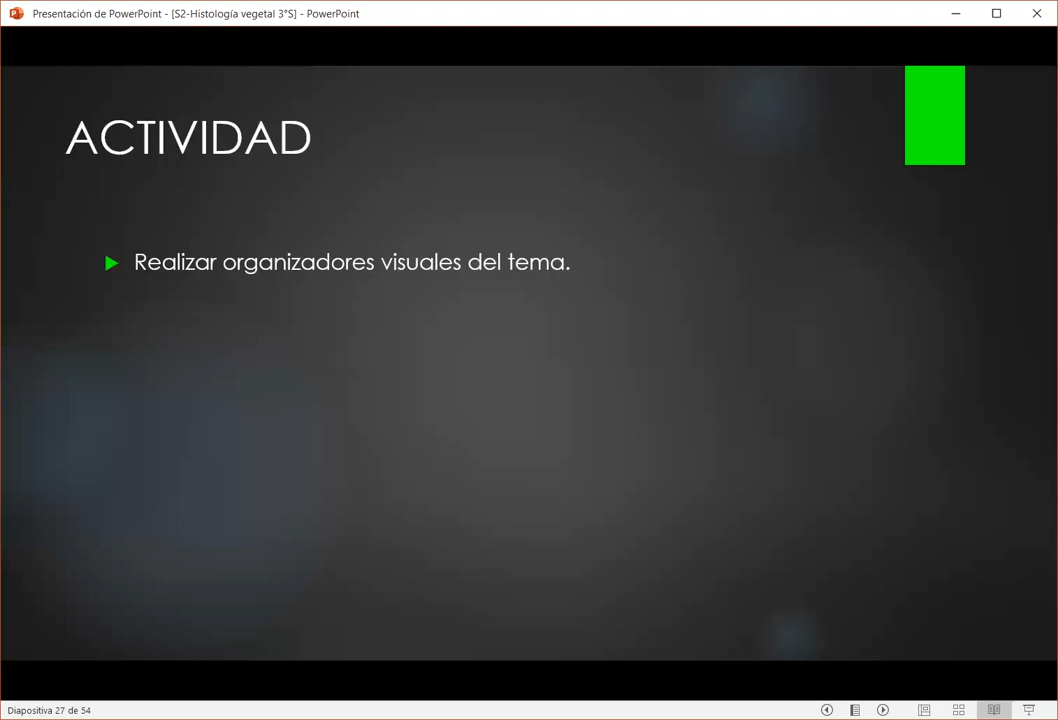 Presentación de PowerPoint - [S2-Histología vegetal 3°S] - PowerPoint
ACTIVIDAD
Realizar organizadores visuales del tema.
Diapositiva 27 de 54